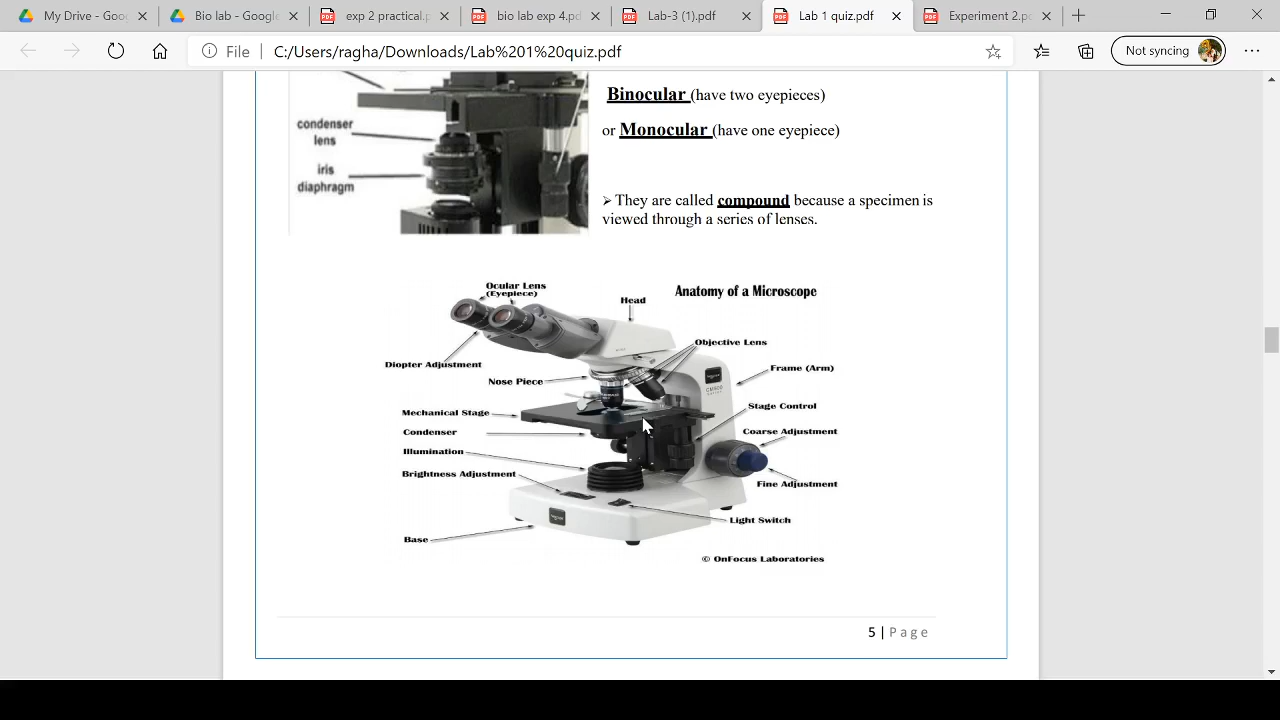 My Drive - Goo
Bio lab - Google
exp 2 practical.p
bio lab exp 4.pd
Lab-3 (1).pdf
Lab 1 quiz.pdf
Experiment 2.pd
File | C:/Users/ragha/Downloads/Lab%201%20quiz.pdf
Not syncing
Binocular (have two eyepieces)
condenser
lens
or Monocular (have one eyepiece)
iris
diaphragm
➢ They are called compound because a specimen is
viewed through a series of lenses.
Ocular Lens
(Eyepiece)
Head
Anatomy of a Microscope
Objective Lens
Diopter Adjustment
Frame (Arm)
Nose Piece
Stage Control
Mechanical Stage
Coarse Adjustment
Condenser
Illumination
Brightness Adjustment
Fine Adjustment
Light Switch
Base
© OnFocus Laboratories
5 | Page